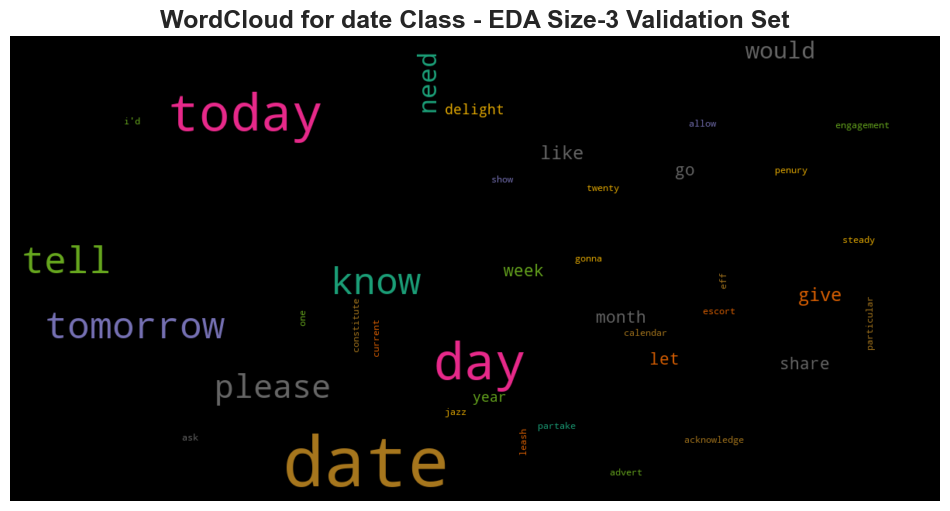 WordCloud for date Class - EDA Size-3 Validation Set
would
need
today
delight
i'd
allow
engagement
like
go
penury
show
twenty
steady
tell
gonna
know
week
eff
give
escort
particular
tomorrow
one
constitute
current
month
calendar
day
let
share
please
year
jazz
partake
ask
leash
acknowledge
date
advert